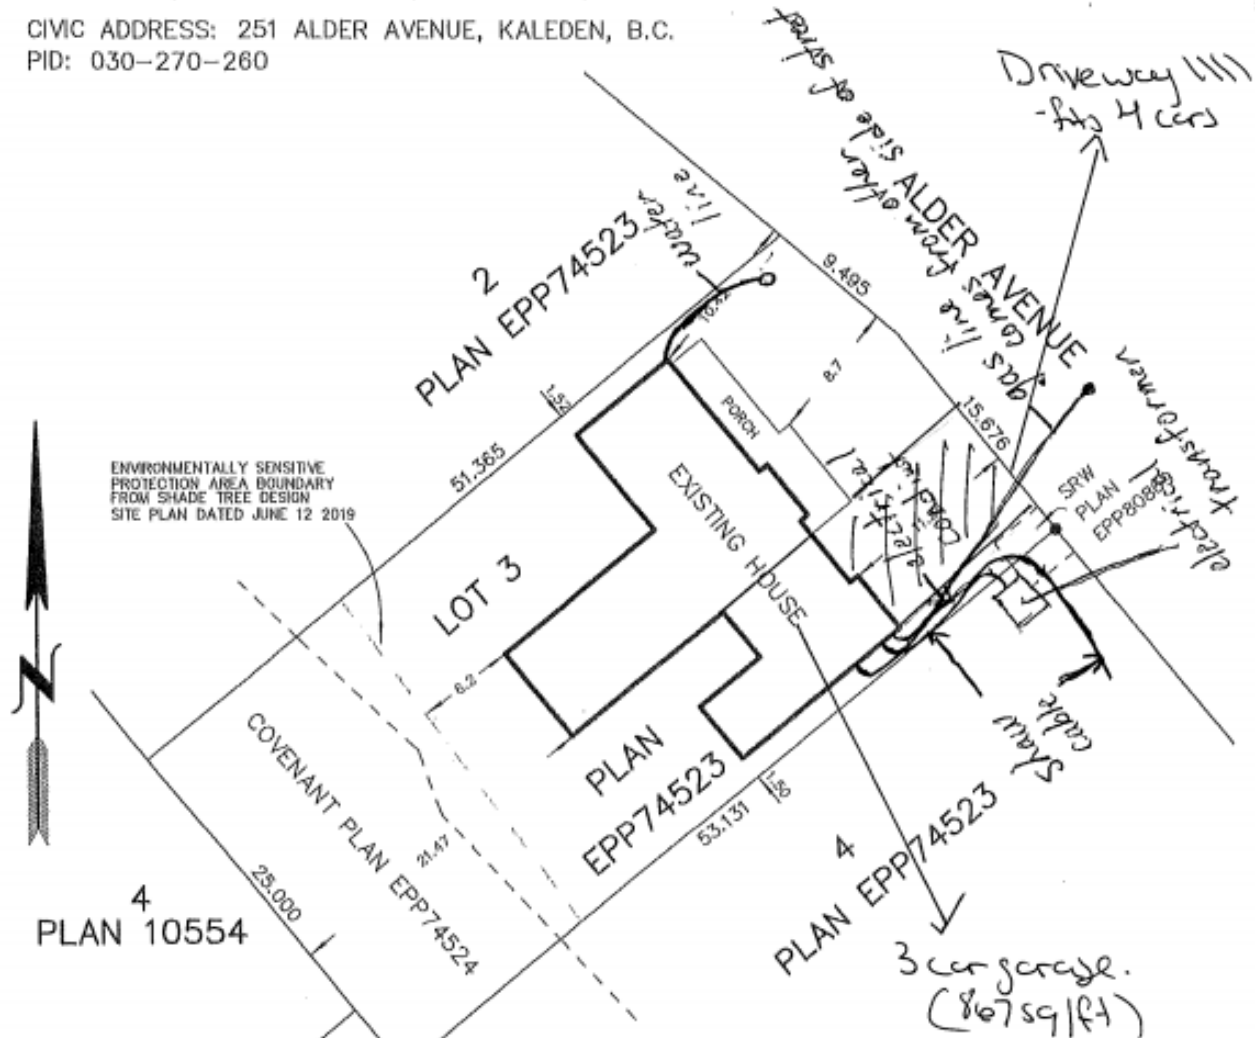 CIVIC ADDRESS: 251 ALDER AVENUE, KALEDEN, B.C.
PID: 030-270-260
Driveway \\\\
-fits 4 cars
gas line
comes
from other
side of street
ALDER AVENUE
water
line
2
PLAN EPP74523
9.495
8.7
1.52
PORCH
15.676
electrical
transformer
SRW
PLAN
51.365
EXISTING HOUSE
electrical
conduit
ENVIRONMENTALLY SENSITIVE
PROTECTION AREA BOUNDARY
FROM SHADE TREE DESIGN
SITE PLAN DATED JUNE 12 2019
LOT 3
6.2
N
COVENANT PLAN EPP74524
21.47
PLAN
EPP74523
1.50
53.131
Shaw
cable
4
PLAN EPP74523
25.000
4
PLAN 10554
3 car garage.
(867 sq/ft)